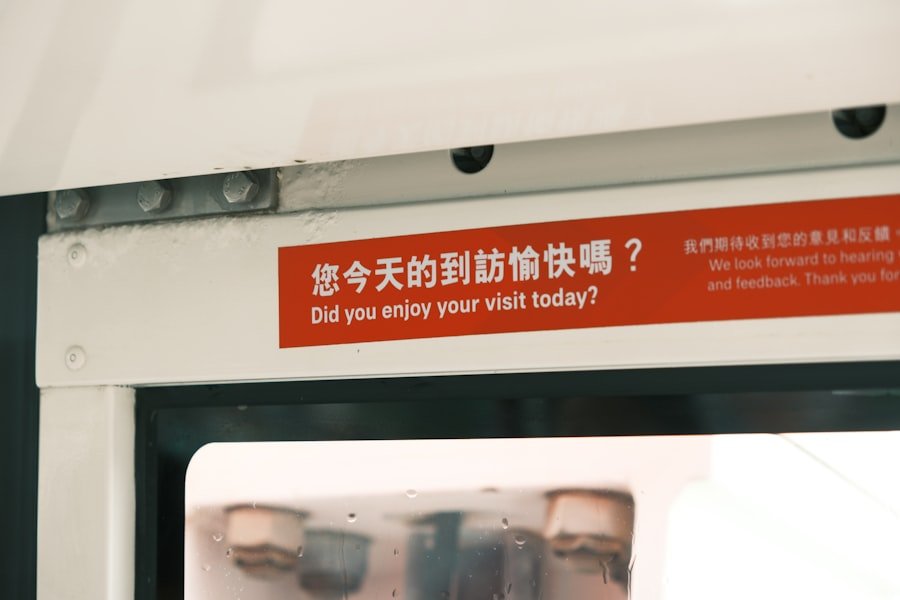 您今天的到訪愉快嗎？
Did you enjoy your visit today?
我們期待收到您的意見和反饋。
We look forward to hearing
and feedback. Thank you for